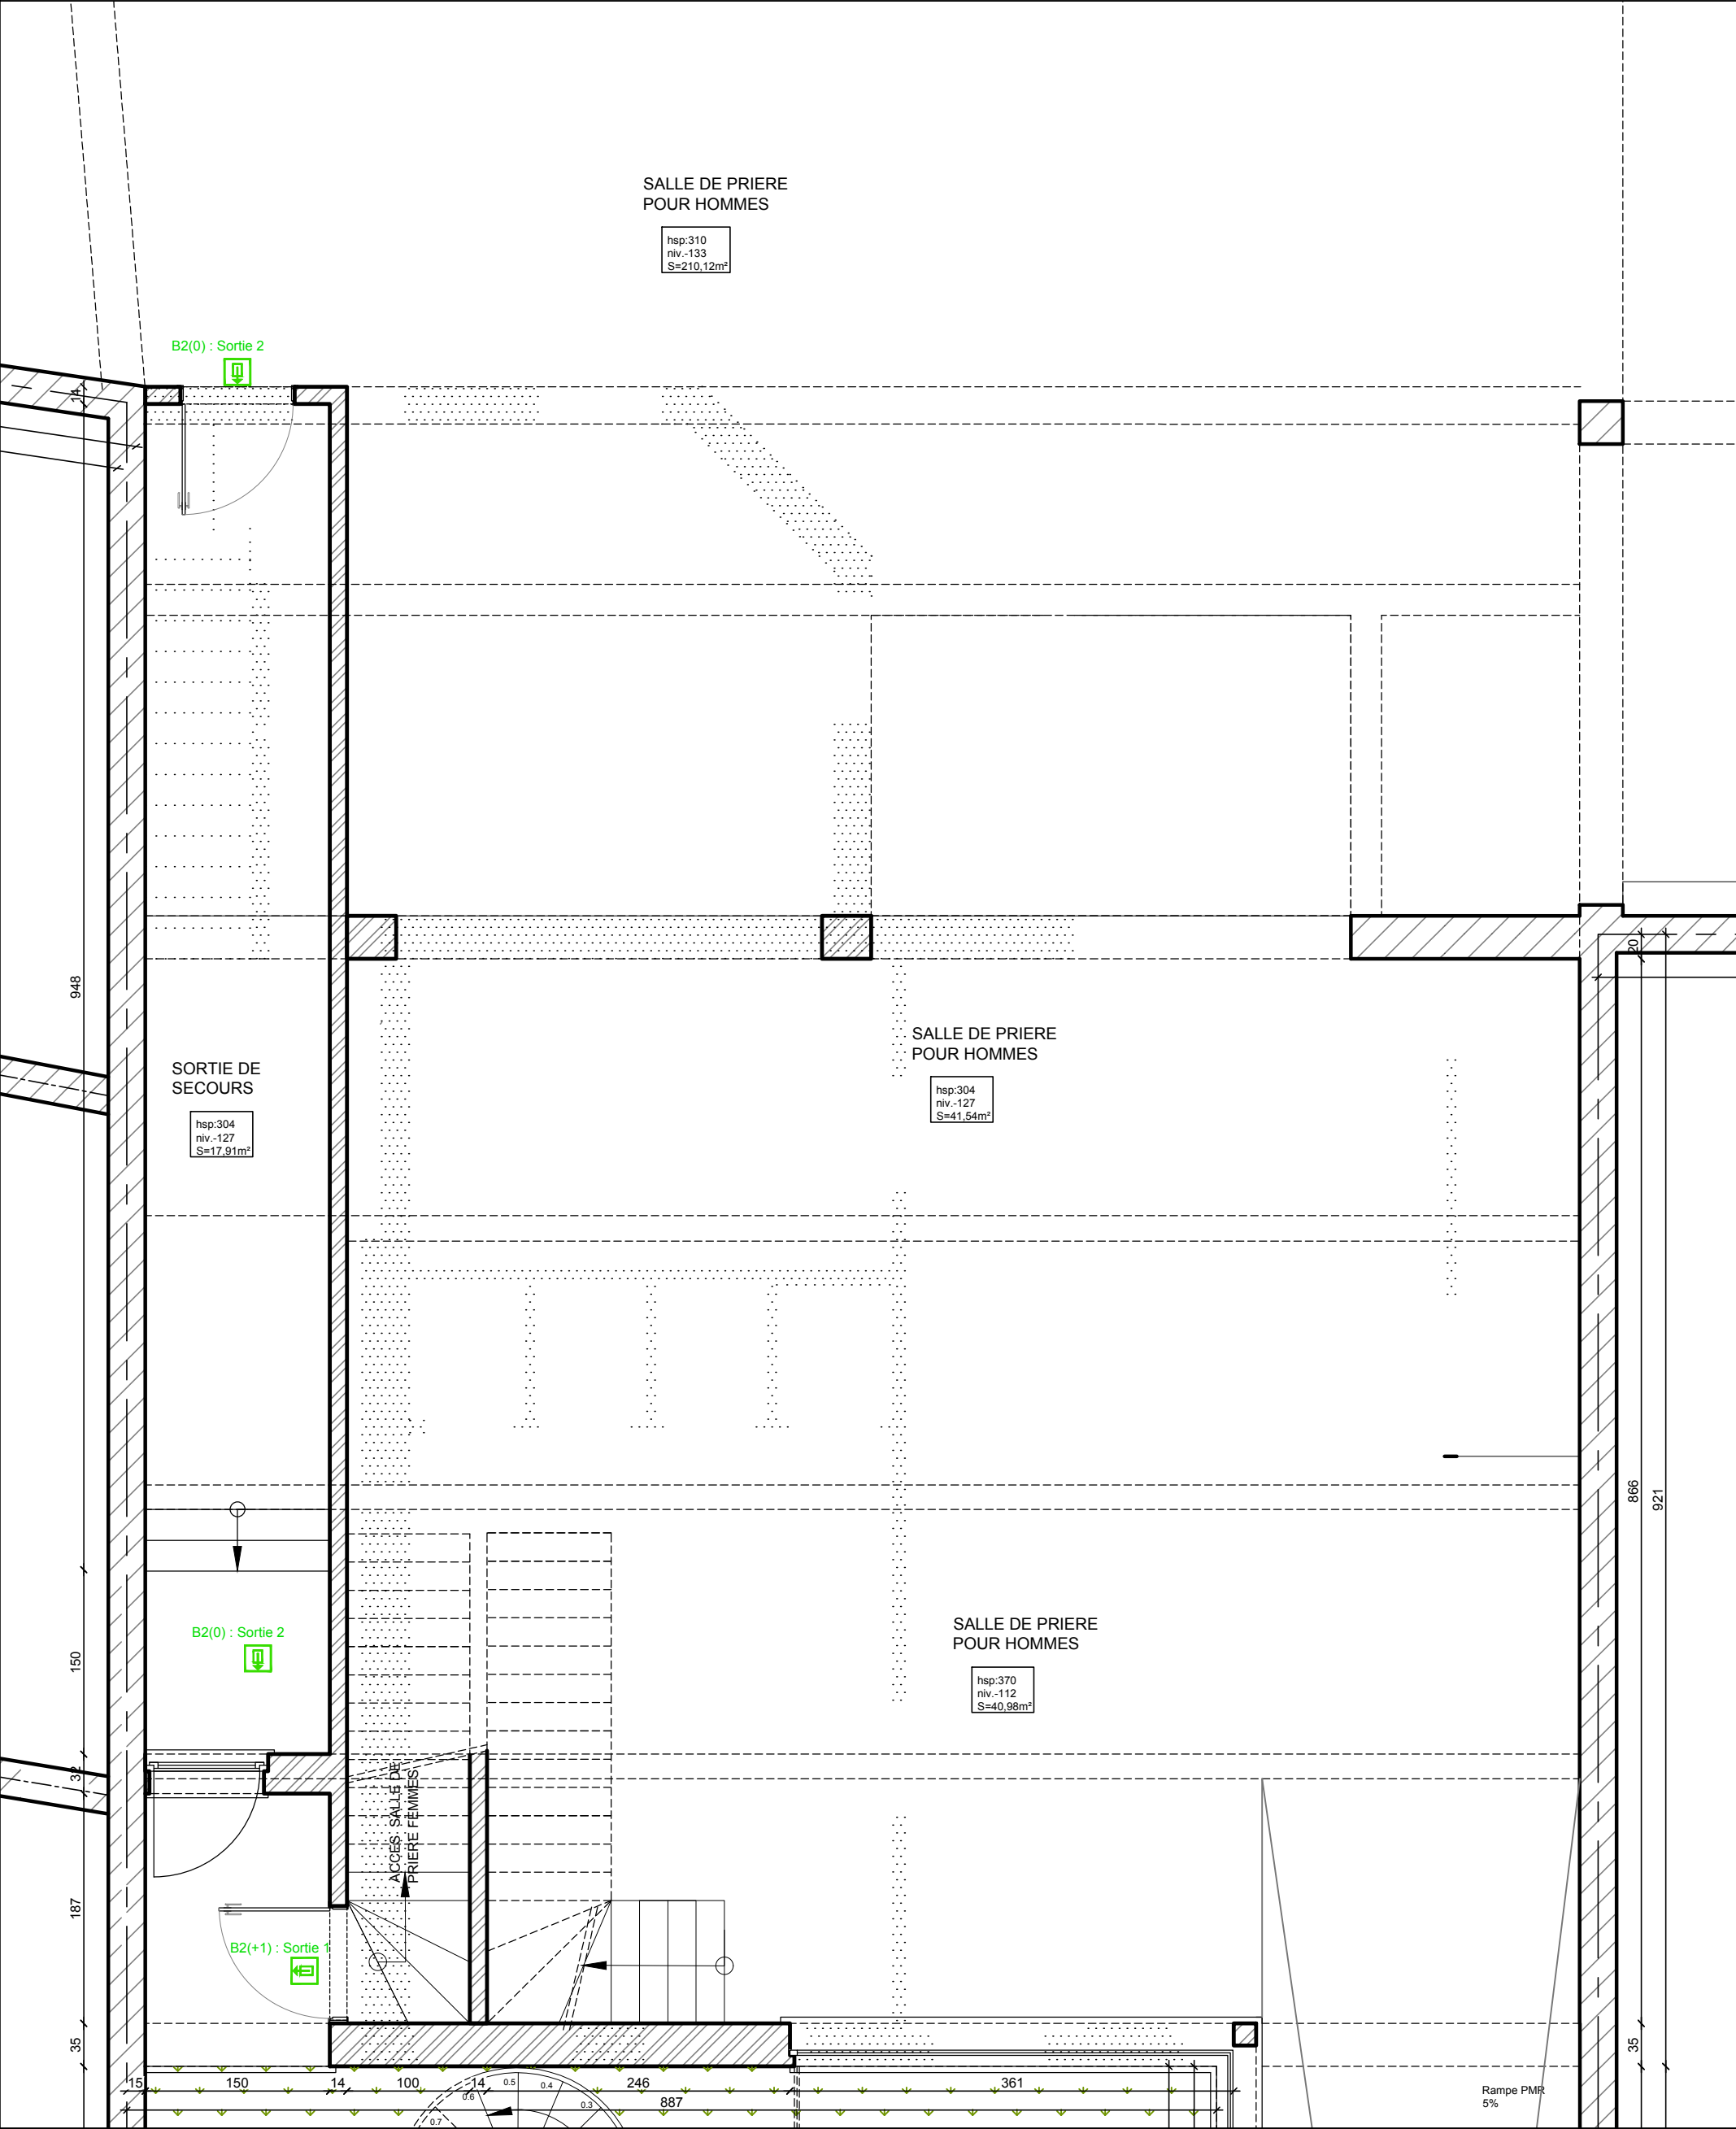 SALLE DE PRIERE
POUR HOMMES
hsp:310
niv.-133
S=210,12m²
B2(0) : Sortie 2
14
948
20
SALLE DE PRIERE
POUR HOMMES
hsp:304
niv.-127
S=41,54m²
SORTIE DE
SECOURS
hsp:304
niv.-127
S=17,91m²
866
921
B2(0) : Sortie 2
150
SALLE DE PRIERE
POUR HOMMES
hsp:370
niv.-112
S=40,98m²
32
ACCES SALLE DE
PRIERE FEMMES
187
B2(+1) : Sortie 1
35
35
15
150
14
100
14
246
361
887
0.7
0.6
0.5
0.4
0.3
Rampe PMR
5%